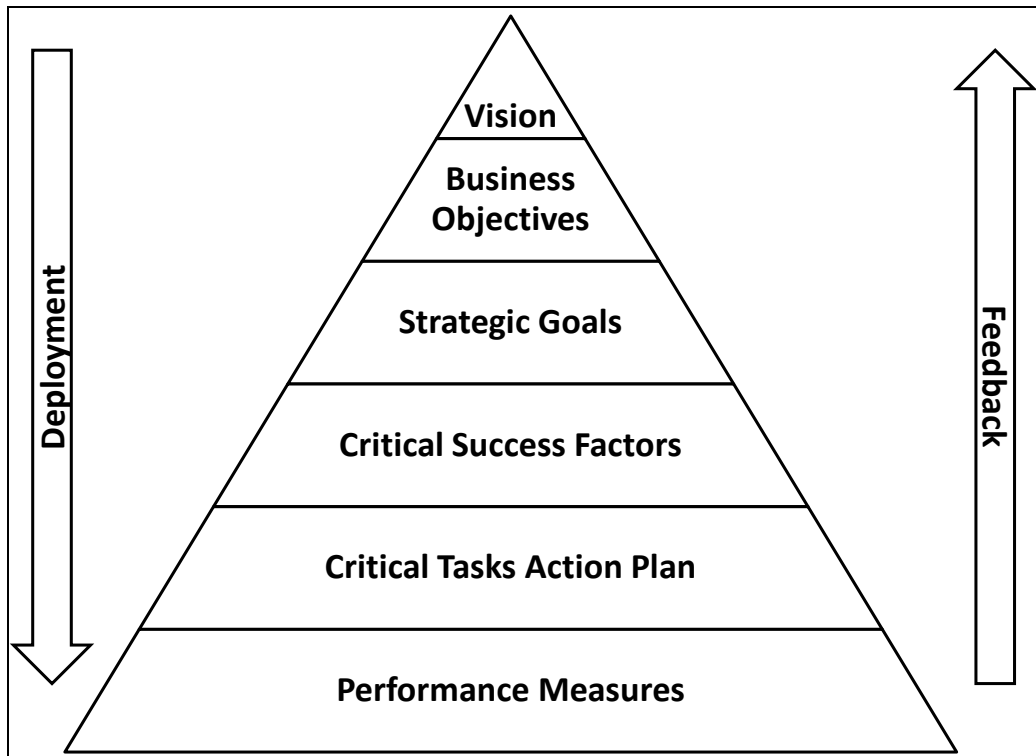 Vision
Business
Objectives
Strategic Goals
Critical Success Factors
Critical Tasks Action Plan
Performance Measures
Deployment
Feedback